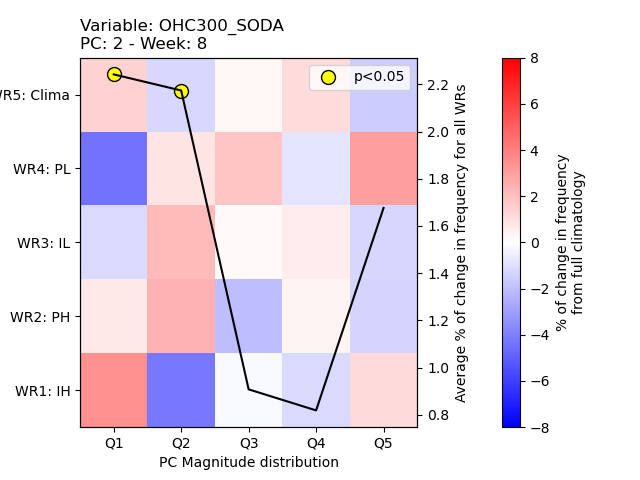 Variable: OHC300_SODA
PC: 2 - Week: 8
p<0.05
WR5: Clima
WR4: PL
WR3: IL
WR2: PH
WR1: IH
Q1 Q2 Q3 Q4 Q5
PC Magnitude distribution
2.2
2.0
1.8
1.6
1.4
1.2
1.0
0.8
Average % of change in frequency for all WRs
8
6
4
2
0
−2
−4
−6
−8
% of change in frequency
from full climatology